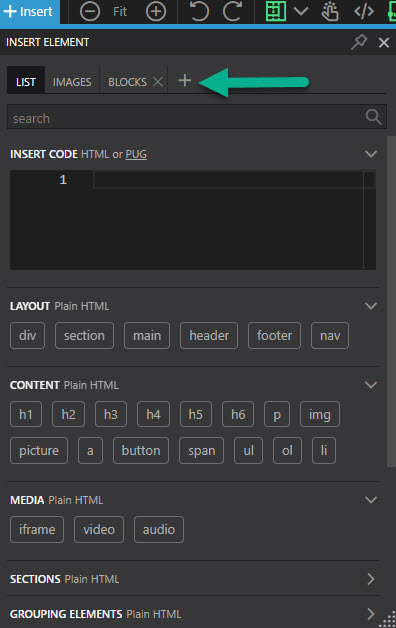 + Insert Fit </>
INSERT ELEMENT
LIST IMAGES BLOCKS
search
INSERT CODE HTML or PUG
1
LAYOUT Plain HTML
div section main header footer nav
CONTENT Plain HTML
h1 h2 h3 h4 h5 h6 p img
picture a button span ul ol li
MEDIA Plain HTML
iframe video audio
SECTIONS Plain HTML
GROUPING ELEMENTS Plain HTML